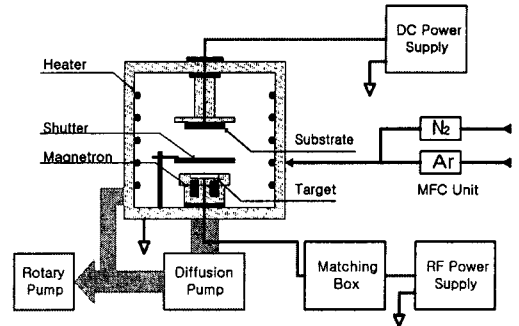 DC Power
Supply
Heater
Shutter
Magnetron
Substrate
Target
N2
Ar
MFC Unit
Rotary
Pump
Diffusion
Pump
Matching
Box
RF Power
Supply